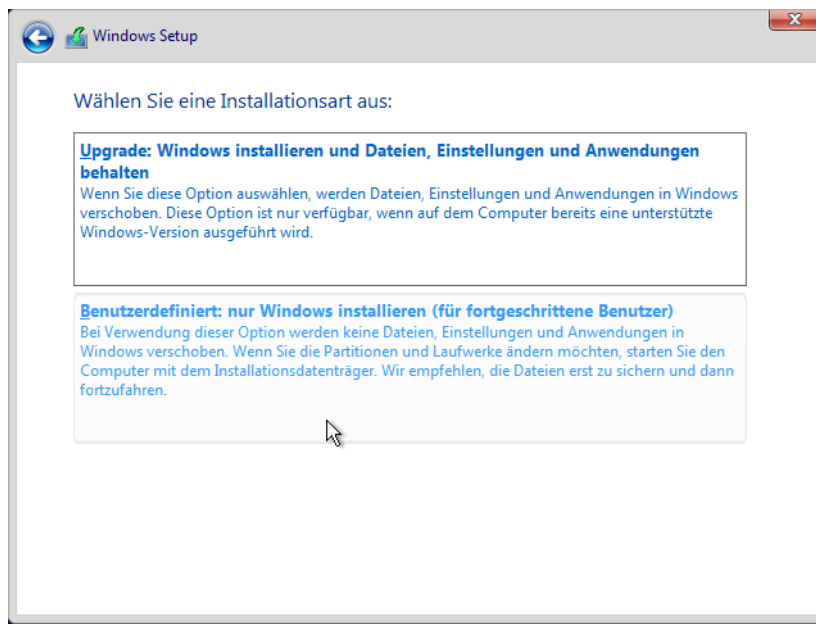 Windows Setup
Wählen Sie eine Installationsart aus:
Upgrade: Windows installieren und Dateien, Einstellungen und Anwendungen
behalten
Wenn Sie diese Option auswählen, werden Dateien, Einstellungen und Anwendungen in Windows
verschoben. Diese Option ist nur verfügbar, wenn auf dem Computer bereits eine unterstützte
Windows-Version ausgeführt wird.
Benutzerdefiniert: nur Windows installieren (für fortgeschrittene Benutzer)
Bei Verwendung dieser Option werden keine Dateien, Einstellungen und Anwendungen in
Windows verschoben. Wenn Sie die Partitionen und Laufwerke ändern möchten, starten Sie den
Computer mit dem Installationsdatenträger. Wir empfehlen, die Dateien erst zu sichern und dann
fortzufahren.